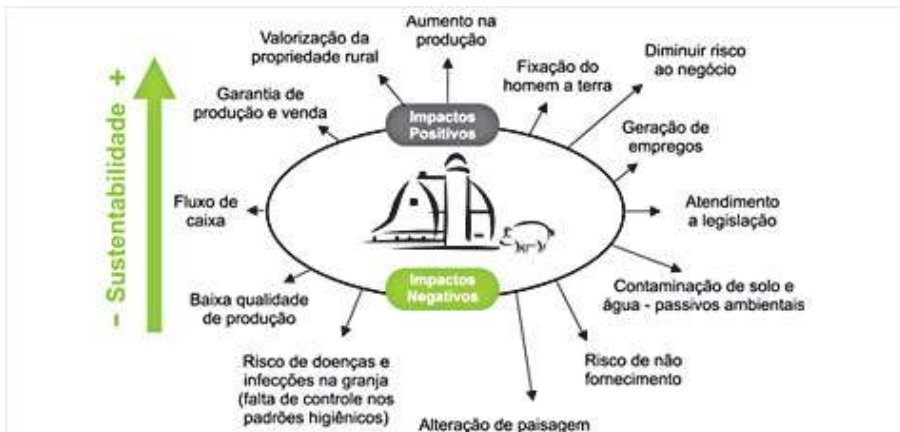 Aumento na
produção
Valorização da
propriedade rural
Diminuir risco
ao negócio
Fixação do
homem a terra
Garantia de
produção e venda
Impactos
Positivos
Geração de
empregos
- Sustentabilidade +
Fluxo de
caixa
Atendimento
a legislação
Impactos
Negativos
Contaminação de solo e
água - passivos ambientais
Baixa qualidade
de produção
Risco de doenças e
infecções na granja
(falta de controle nos
padrões higiênicos)
Risco de não
fornecimento
Alteração de paisagem